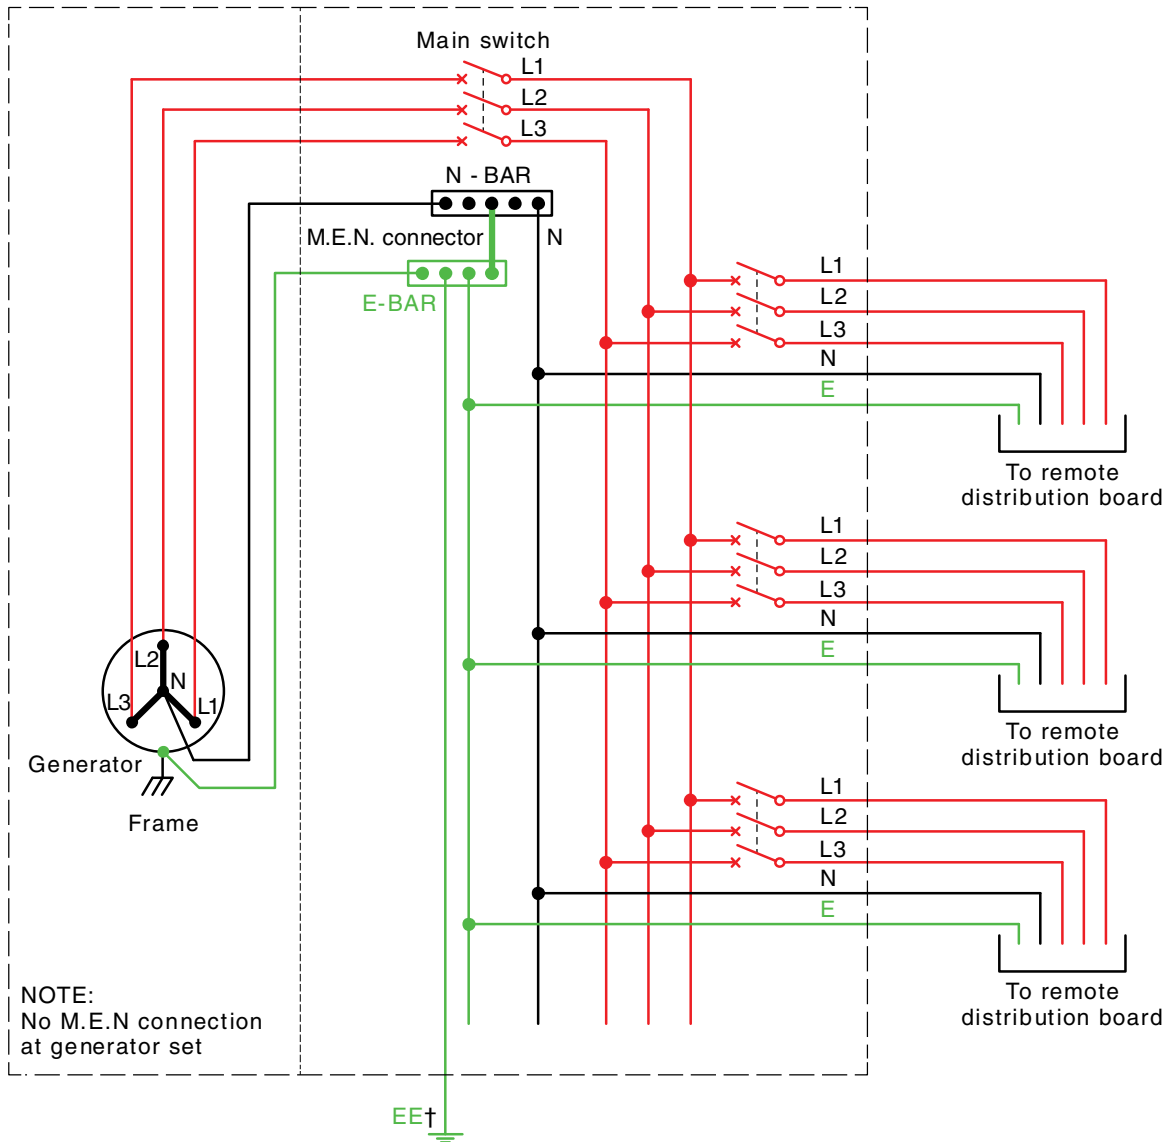 Main switch
L1
L2
L3
N - BAR
M.E.N. connector
N
E-BAR
L1
L2
L3
N
E
To remote
distribution board
L1
L2
L3
N
E
To remote
distribution board
L2
N
L3
L1
Generator
Frame
L1
L2
L3
N
E
To remote
distribution board
NOTE:
No M.E.N connection
at generator set
EE†